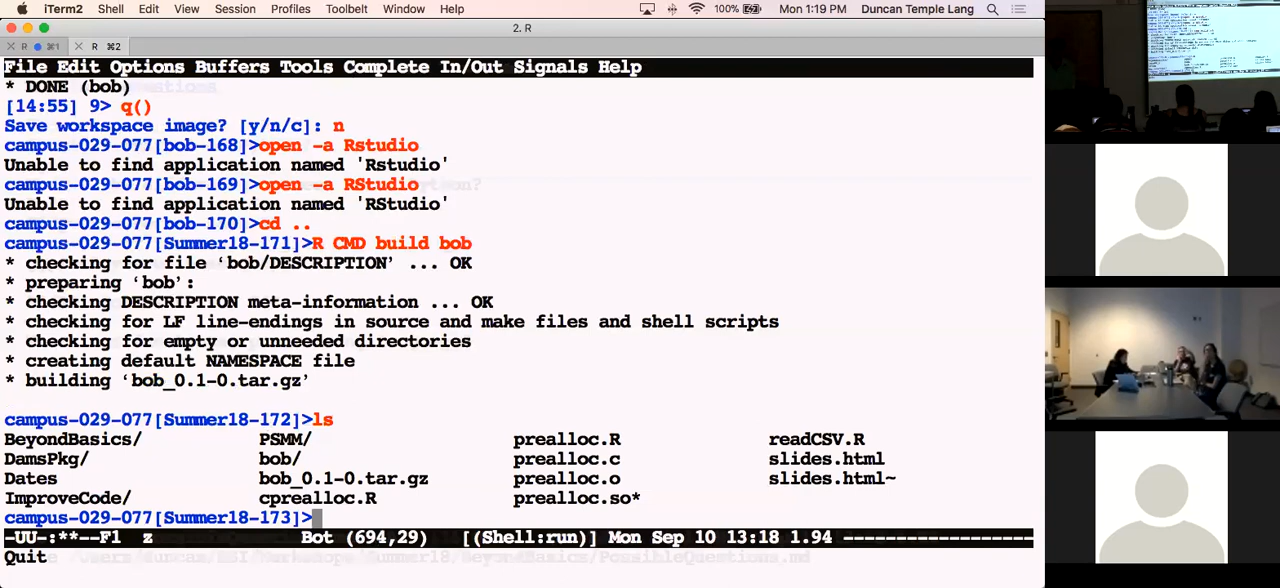 iTerm2 Shell Edit View Session Profiles Toolbelt Window Help 100% Mon 1:19 PM Duncan Temple Lang
2. R
R ⌘1 R ⌘2
File Edit Options Buffers Tools Complete In/Out Signals Help
* DONE (bob)
[14:55] 9> q()
Save workspace image? [y/n/c]: n
campus-029-077[bob-168]>open -a Rstudio
Unable to find application named 'Rstudio'
campus-029-077[bob-169]>open -a RStudio
Unable to find application named 'RStudio'
campus-029-077[bob-170]>cd ..
campus-029-077[Summer18-171]>R CMD build bob
* checking for file ‘bob/DESCRIPTION’ ... OK
* preparing ‘bob’:
* checking DESCRIPTION meta-information ... OK
* checking for LF line-endings in source and make files and shell scripts
* checking for empty or unneeded directories
* creating default NAMESPACE file
* building ‘bob_0.1-0.tar.gz’
campus-029-077[Summer18-172]>ls
BeyondBasics/ PSMM/ prealloc.R readCSV.R
DamsPkg/ bob/ prealloc.c slides.html
Dates bob_0.1-0.tar.gz prealloc.o slides.html~
ImproveCode/ cprealloc.R prealloc.so*
campus-029-077[Summer18-173]>
-UU-:**--F1 z Bot (694,29) [(Shell:run)] Mon Sep 10 13:18 1.94 ------------------
Quit